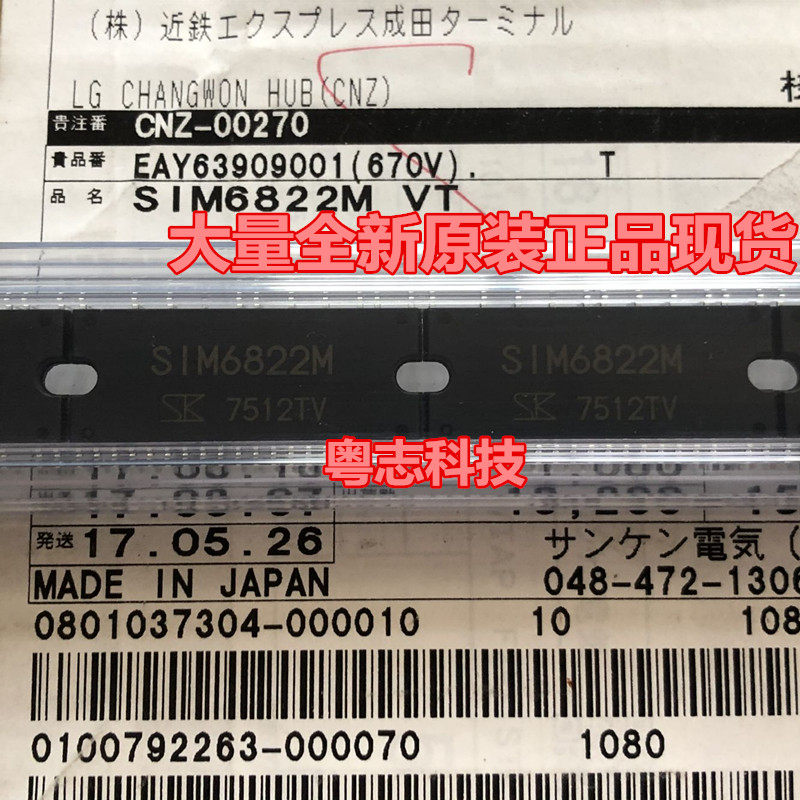 (株)近鉄エクスプレス成田ターミナル
LG CHANGWON HUB(CNZ)
貴注番 CNZ-00270
貴品番 EAY63909001(670V). T
品名 SIM6822M VT
大量全新原装正品现货
SIM6822M SIM6822M
SK 7512TV SK 7512TV
粤志科技
発送 17.05.26 サンケン電気(
MADE IN JAPAN 048-472-1306
0801037304-000010 10 108
0100792263-000070 1080